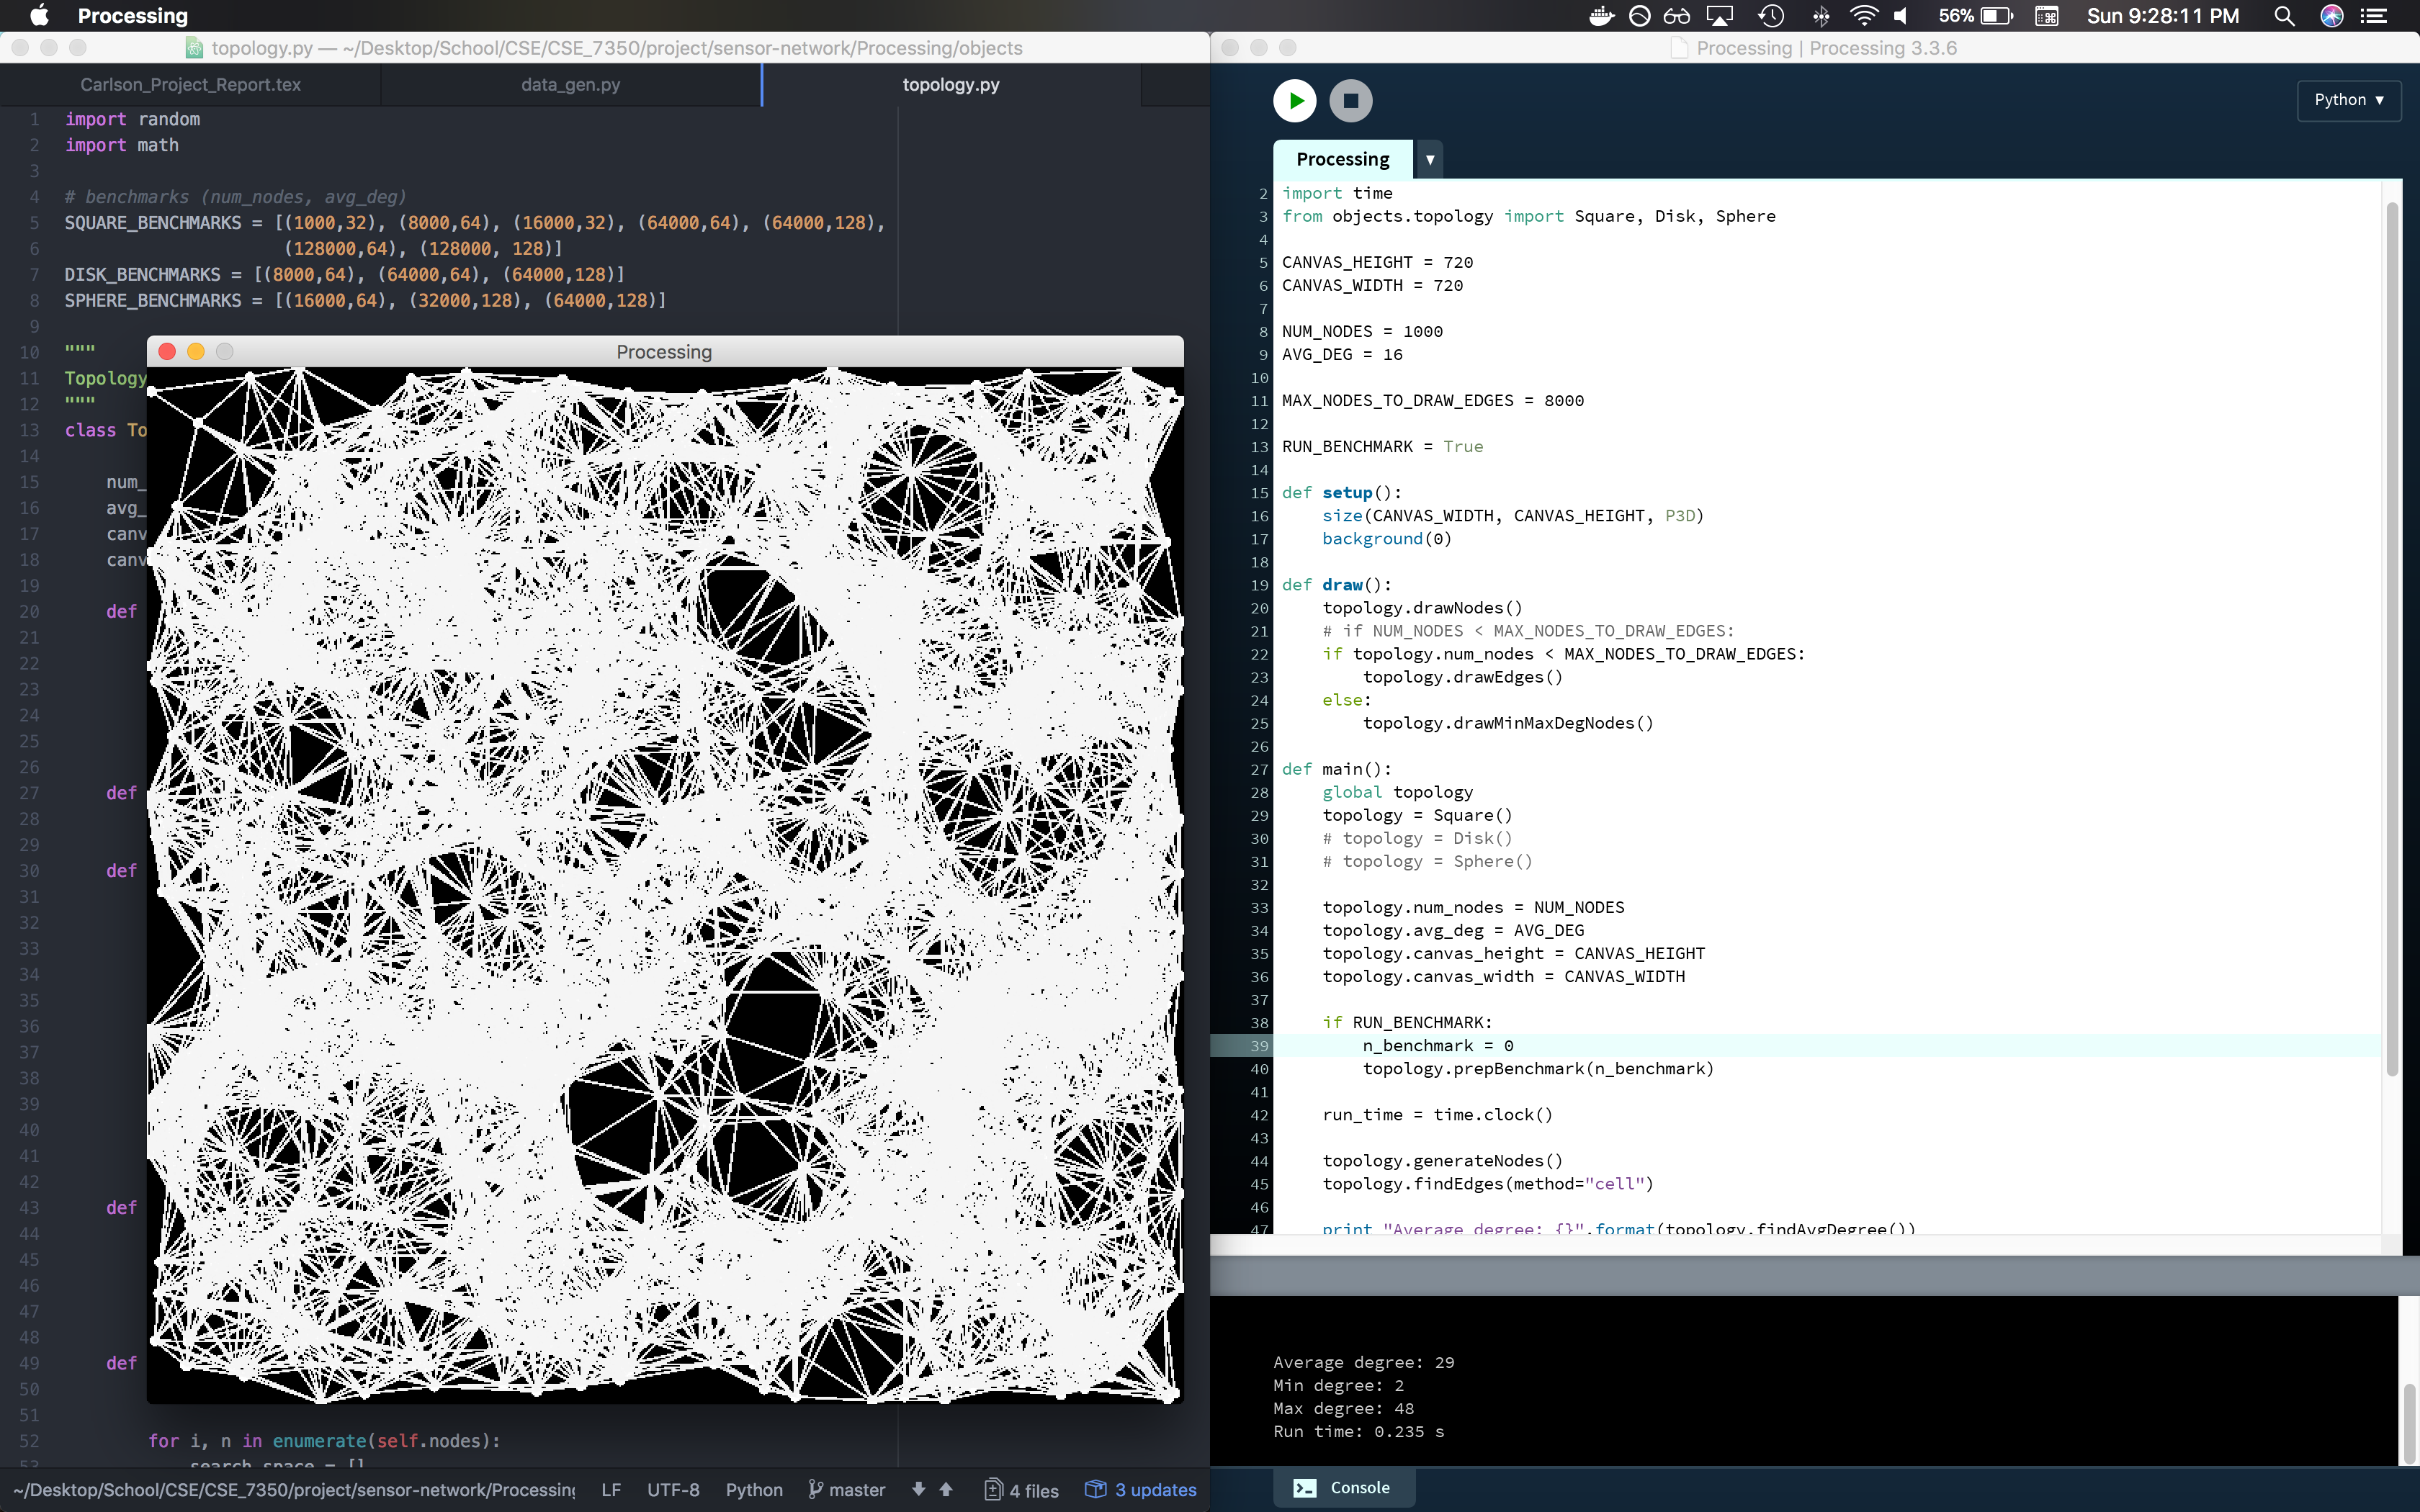 Processing
56%
Sun 9:28:11 PM
topology.py — ~/Desktop/School/CSE/CSE_7350/project/sensor-network/Processing/objects
Carlson_Project_Report.tex
data_gen.py
topology.py
1 import random
2 import math
3
4 # benchmarks (num_nodes, avg_deg)
5 SQUARE_BENCHMARKS = [(1000,32), (8000,64), (16000,32), (64000,64), (64000,128),
6 (128000,64), (128000, 128)]
7 DISK_BENCHMARKS = [(8000,64), (64000,64), (64000,128)]
8 SPHERE_BENCHMARKS = [(16000,64), (32000,128), (64000,128)]
9
10 """
11 Topology
12 """
13 class To
14
15 num_
16 avg_
17 canv
18 canv
19
20 def
21
22
23
24
25
26
27 def
28
29
30 def
31
32
33
34
35
36
37
38
39
40
41
42
43 def
44
45
46
47
48
49 def
50
51
52 for i, n in enumerate(self.nodes):
53 search_space = []
Processing
~/Desktop/School/CSE/CSE_7350/project/sensor-network/Processing
LF
UTF-8
Python
master
4 files
3 updates
Processing | Processing 3.3.6
Python ▼
Processing ▼
2 import time
3 from objects.topology import Square, Disk, Sphere
4
5 CANVAS_HEIGHT = 720
6 CANVAS_WIDTH = 720
7
8 NUM_NODES = 1000
9 AVG_DEG = 16
10
11 MAX_NODES_TO_DRAW_EDGES = 8000
12
13 RUN_BENCHMARK = True
14
15 def setup():
16 size(CANVAS_WIDTH, CANVAS_HEIGHT, P3D)
17 background(0)
18
19 def draw():
20 topology.drawNodes()
21 # if NUM_NODES < MAX_NODES_TO_DRAW_EDGES:
22 if topology.num_nodes < MAX_NODES_TO_DRAW_EDGES:
23 topology.drawEdges()
24 else:
25 topology.drawMinMaxDegNodes()
26
27 def main():
28 global topology
29 topology = Square()
30 # topology = Disk()
31 # topology = Sphere()
32
33 topology.num_nodes = NUM_NODES
34 topology.avg_deg = AVG_DEG
35 topology.canvas_height = CANVAS_HEIGHT
36 topology.canvas_width = CANVAS_WIDTH
37
38 if RUN_BENCHMARK:
39 n_benchmark = 0
40 topology.prepBenchmark(n_benchmark)
41
42 run_time = time.clock()
43
44 topology.generateNodes()
45 topology.findEdges(method="cell")
46
47 print "Average degree: {}".format(topology.findAvgDegree())
Average degree: 29
Min degree: 2
Max degree: 48
Run time: 0.235 s
Console